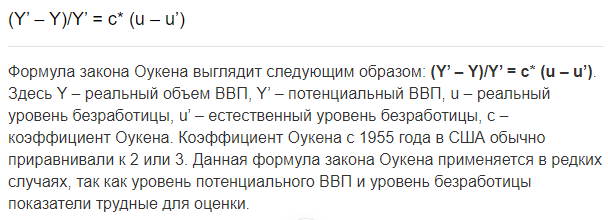 (Y’ – Y)/Y’ = c* (u – u’)
Формула закона Оукена выглядит следующим образом: (Y’ – Y)/Y’ = c* (u – u’).
Здесь Y – реальный объем ВВП, Y’ – потенциальный ВВП, u – реальный
уровень безработицы, u’ – естественный уровень безработицы, c –
коэффициент Оукена. Коэффициент Оукена с 1955 года в США обычно
приравнивали к 2 или 3. Данная формула закона Оукена применяется в редких
случаях, так как уровень потенциального ВВП и уровень безработицы
показатели трудные для оценки.